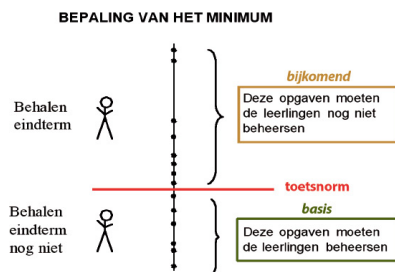 BEPALING VAN HET MINIMUM
bijkomend
Deze opgaven moeten
de leerlingen nog niet
beheersen
Behalen
eindterm
toetsnorm
Behalen
eindterm
nog niet
basis
Deze opgaven moeten
de leerlingen beheersen